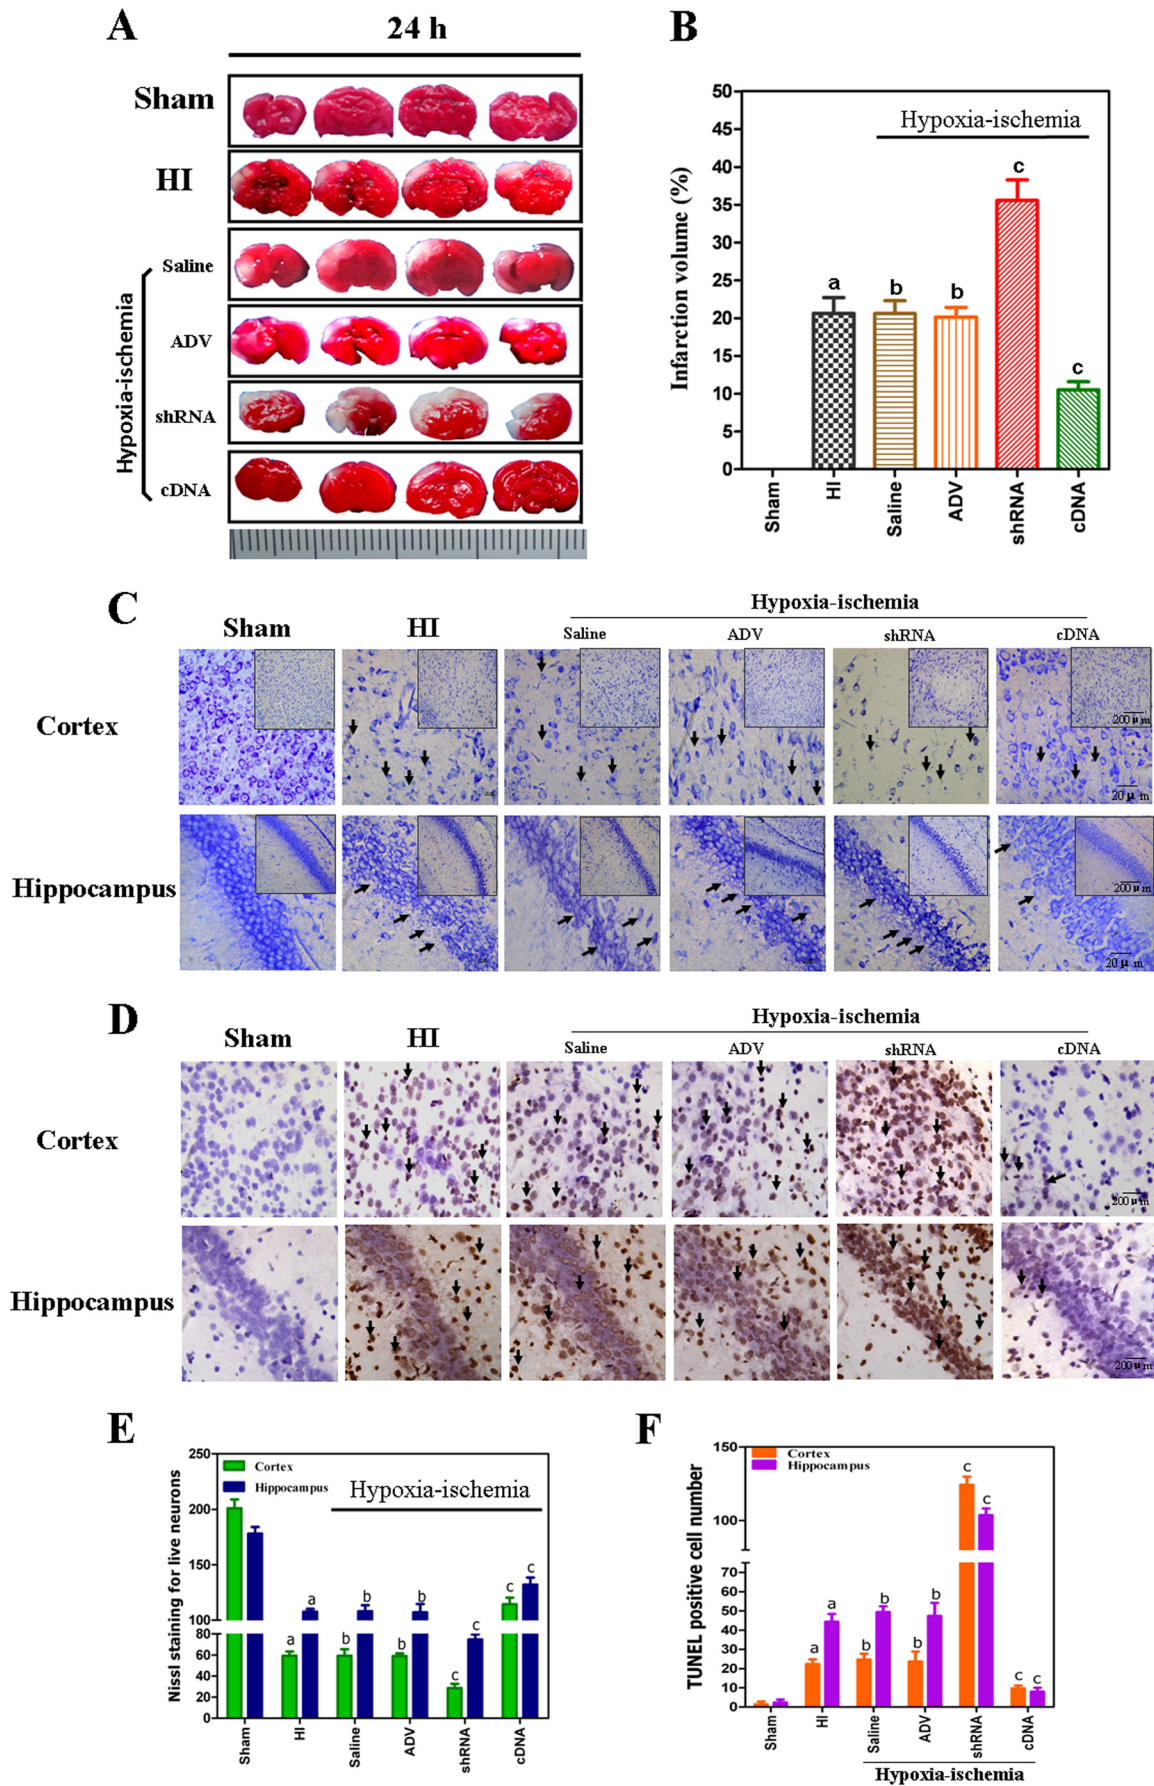 A
24 h
Sham
HI
Saline
ADV
shRNA
cDNA
Hypoxia-ischemia
B
Hypoxia-ischemia
Infarction volume (%)
50
45
40
35
30
25
20
15
10
5
0
a
b
b
c
c
Sham
HI
Saline
ADV
shRNA
cDNA
C
Hypoxia-ischemia
Sham
HI
Saline
ADV
shRNA
cDNA
Cortex
200 μ m
20 μ m
Hippocampus
200 μ m
20 μ m
D
Hypoxia-ischemia
Sham
HI
Saline
ADV
shRNA
cDNA
Cortex
200 μ m
Hippocampus
200 μ m
E
Nissl staining for live neurons
250
200
150
100
80
60
40
20
0
Cortex
Hippocampus
Hypoxia-ischemia
a
a
b
b
b
b
c
c
c
c
Sham
HI
Saline
ADV
shRNA
cDNA
F
TUNEL positive cell number
150
100
70
60
50
40
30
20
10
0
Cortex
Hippocampus
a
a
b
b
b
b
c
c
c
c
Sham
HI
Saline
ADV
shRNA
cDNA
Hypoxia-ischemia